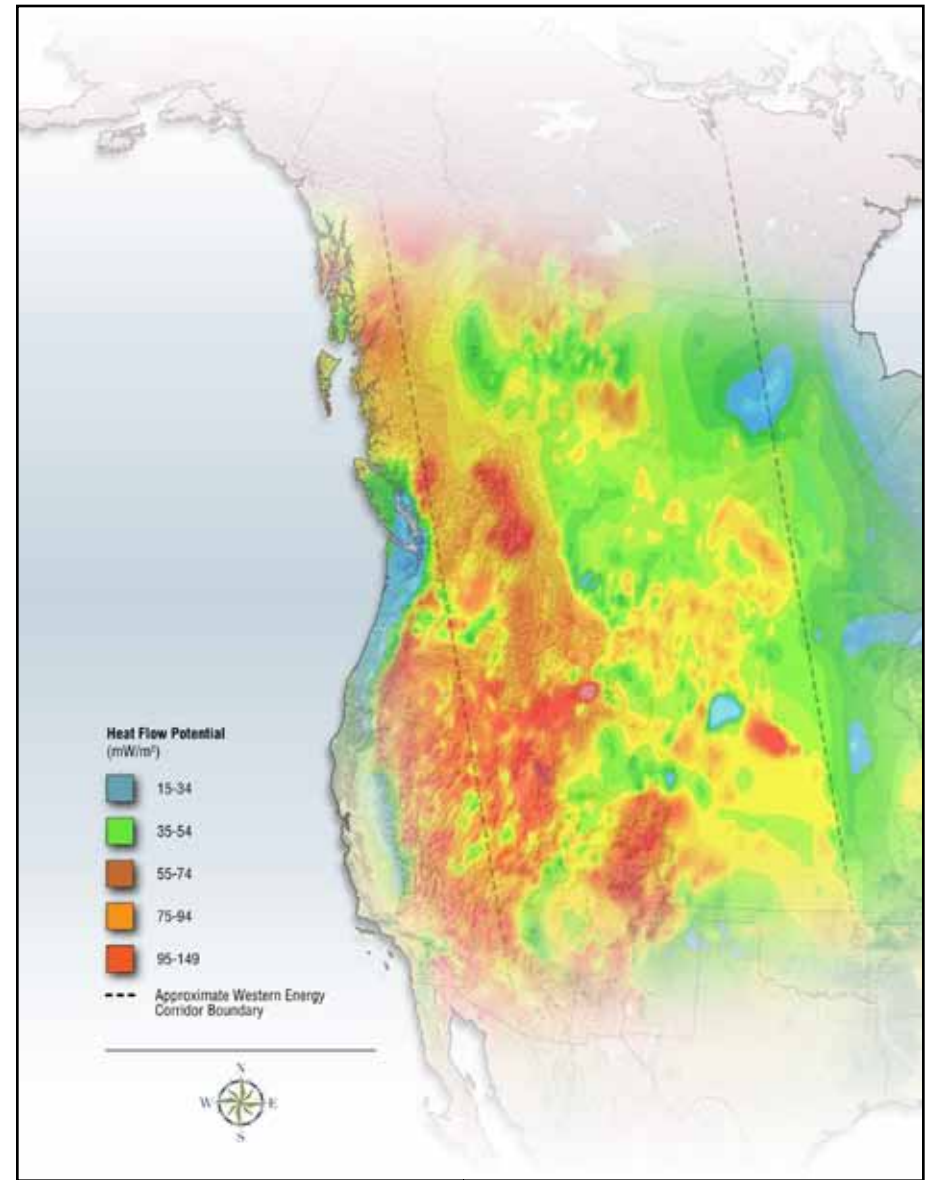 Heat Flow Potential
(mW/m²)
15-34
35-54
55-74
75-94
95-149
Approximate Western Energy
Corridor Boundary
N
W E
S